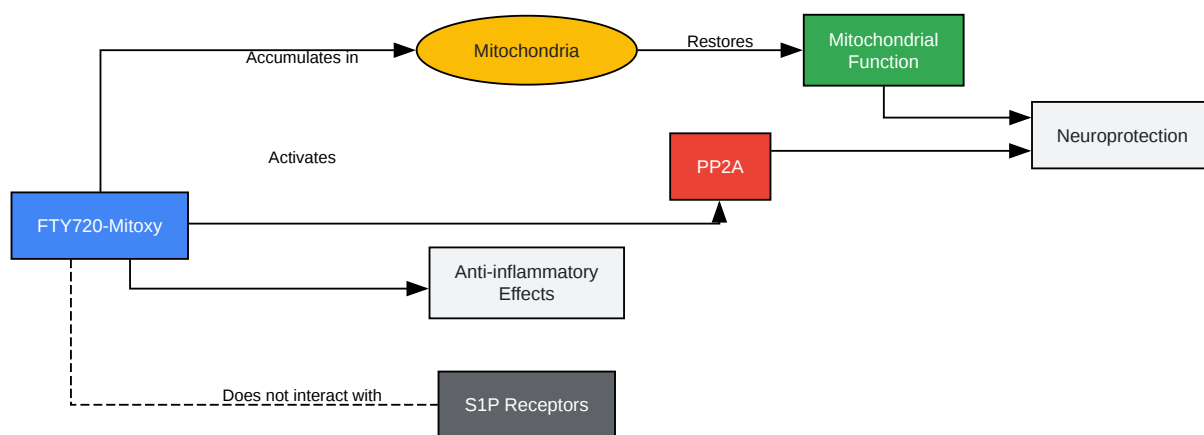 Accumulates in
Mitochondria
Restores
Mitochondrial
Function
Neuroprotection
Activates
PP2A
FTY720-Mitoxy
Anti-inflammatory
Effects
Does not interact with
S1P Receptors